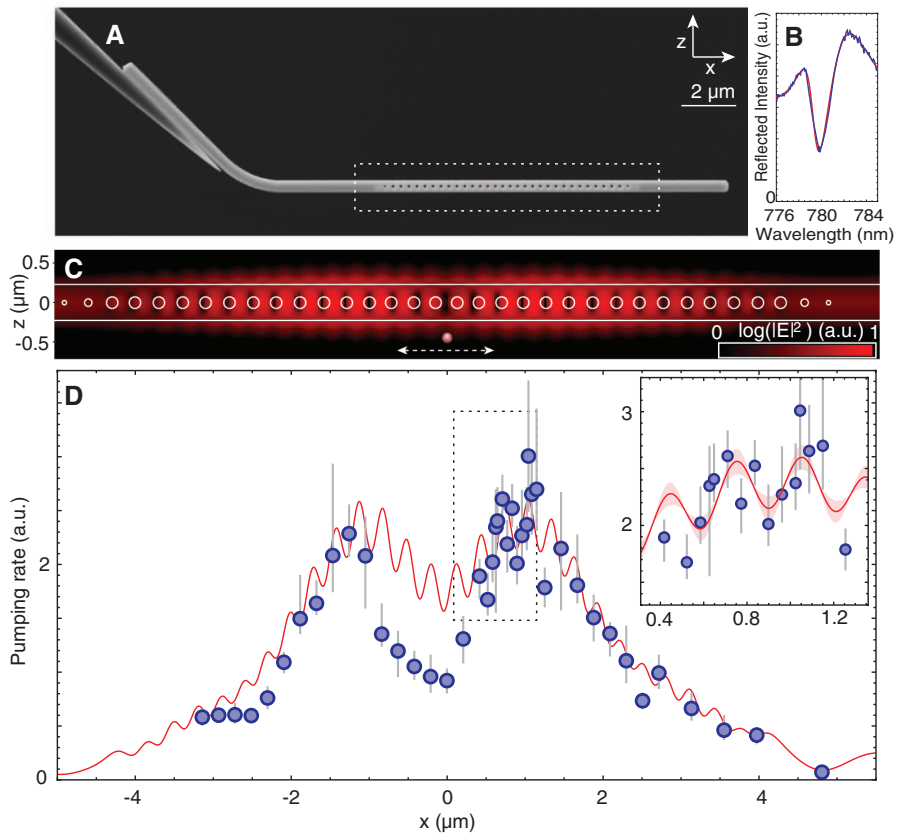 A
z
x
2 µm
B
Reflected Intensity (a.u.)
0
776 780 784
Wavelength (nm)
C
z (µm)
0.5
0
-0.5
0 log(|E|²) (a.u.) 1
D
Pumping rate (a.u.)
2
0
-4 -2 0 2 4
x (µm)
3
2
0.4 0.8 1.2